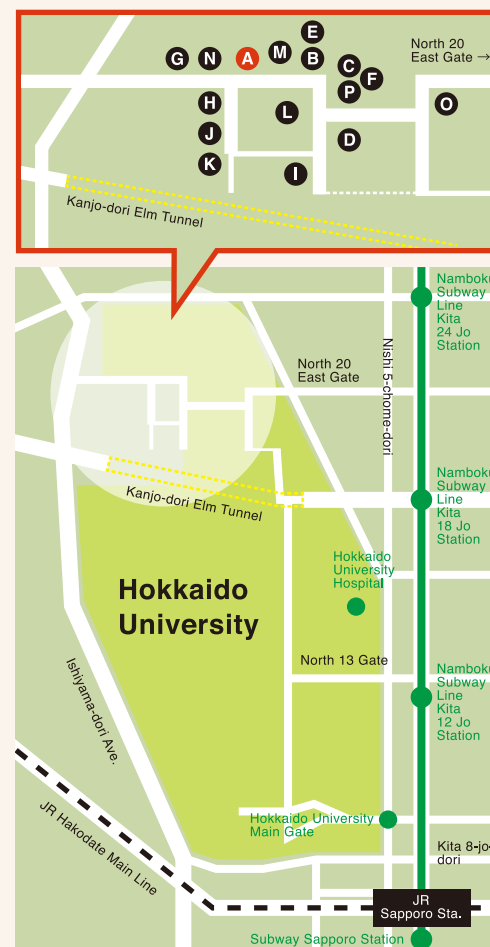 E
G N A M B
North 20
East Gate →
C
F
P
H
L
O
J
D
K
I
Kanjo-dori Elm Tunnel
Namboku
Subway
Line
Kita
24 Jo
Station
Nishi 5-chome-dori
North 20
East Gate
Kanjo-dori Elm Tunnel
Namboku
Subway
Line
Kita
18 Jo
Station
Hokkaido
University
Hospital
Hokkaido
University
North 13 Gate
Ishiyama-dori Ave.
Namboku
Subway
Line
Kita
12 Jo
Station
Hokkaido University
Main Gate
JR Hakodate Main Line
Kita 8-jo-
dori
JR
Sapporo Sta.
Subway Sapporo Station